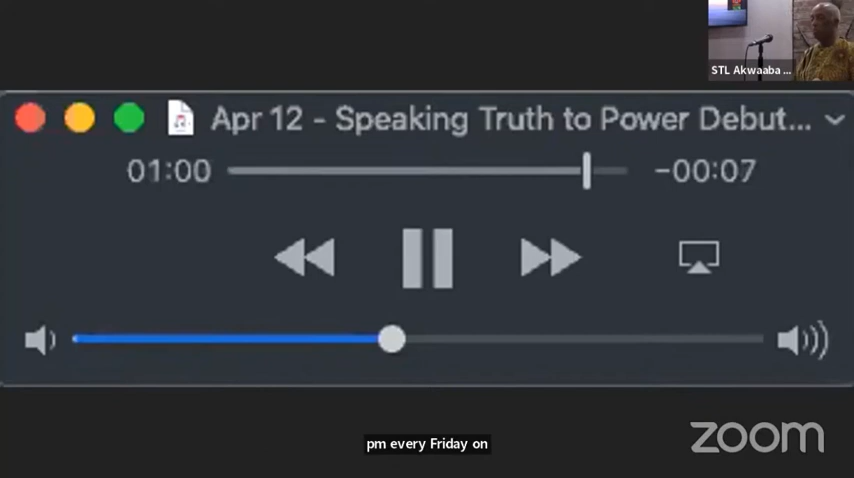 STL Akwaaba ...
Apr 12 - Speaking Truth to Power Debut...
01:00
-00:07
pm every Friday on
zoom